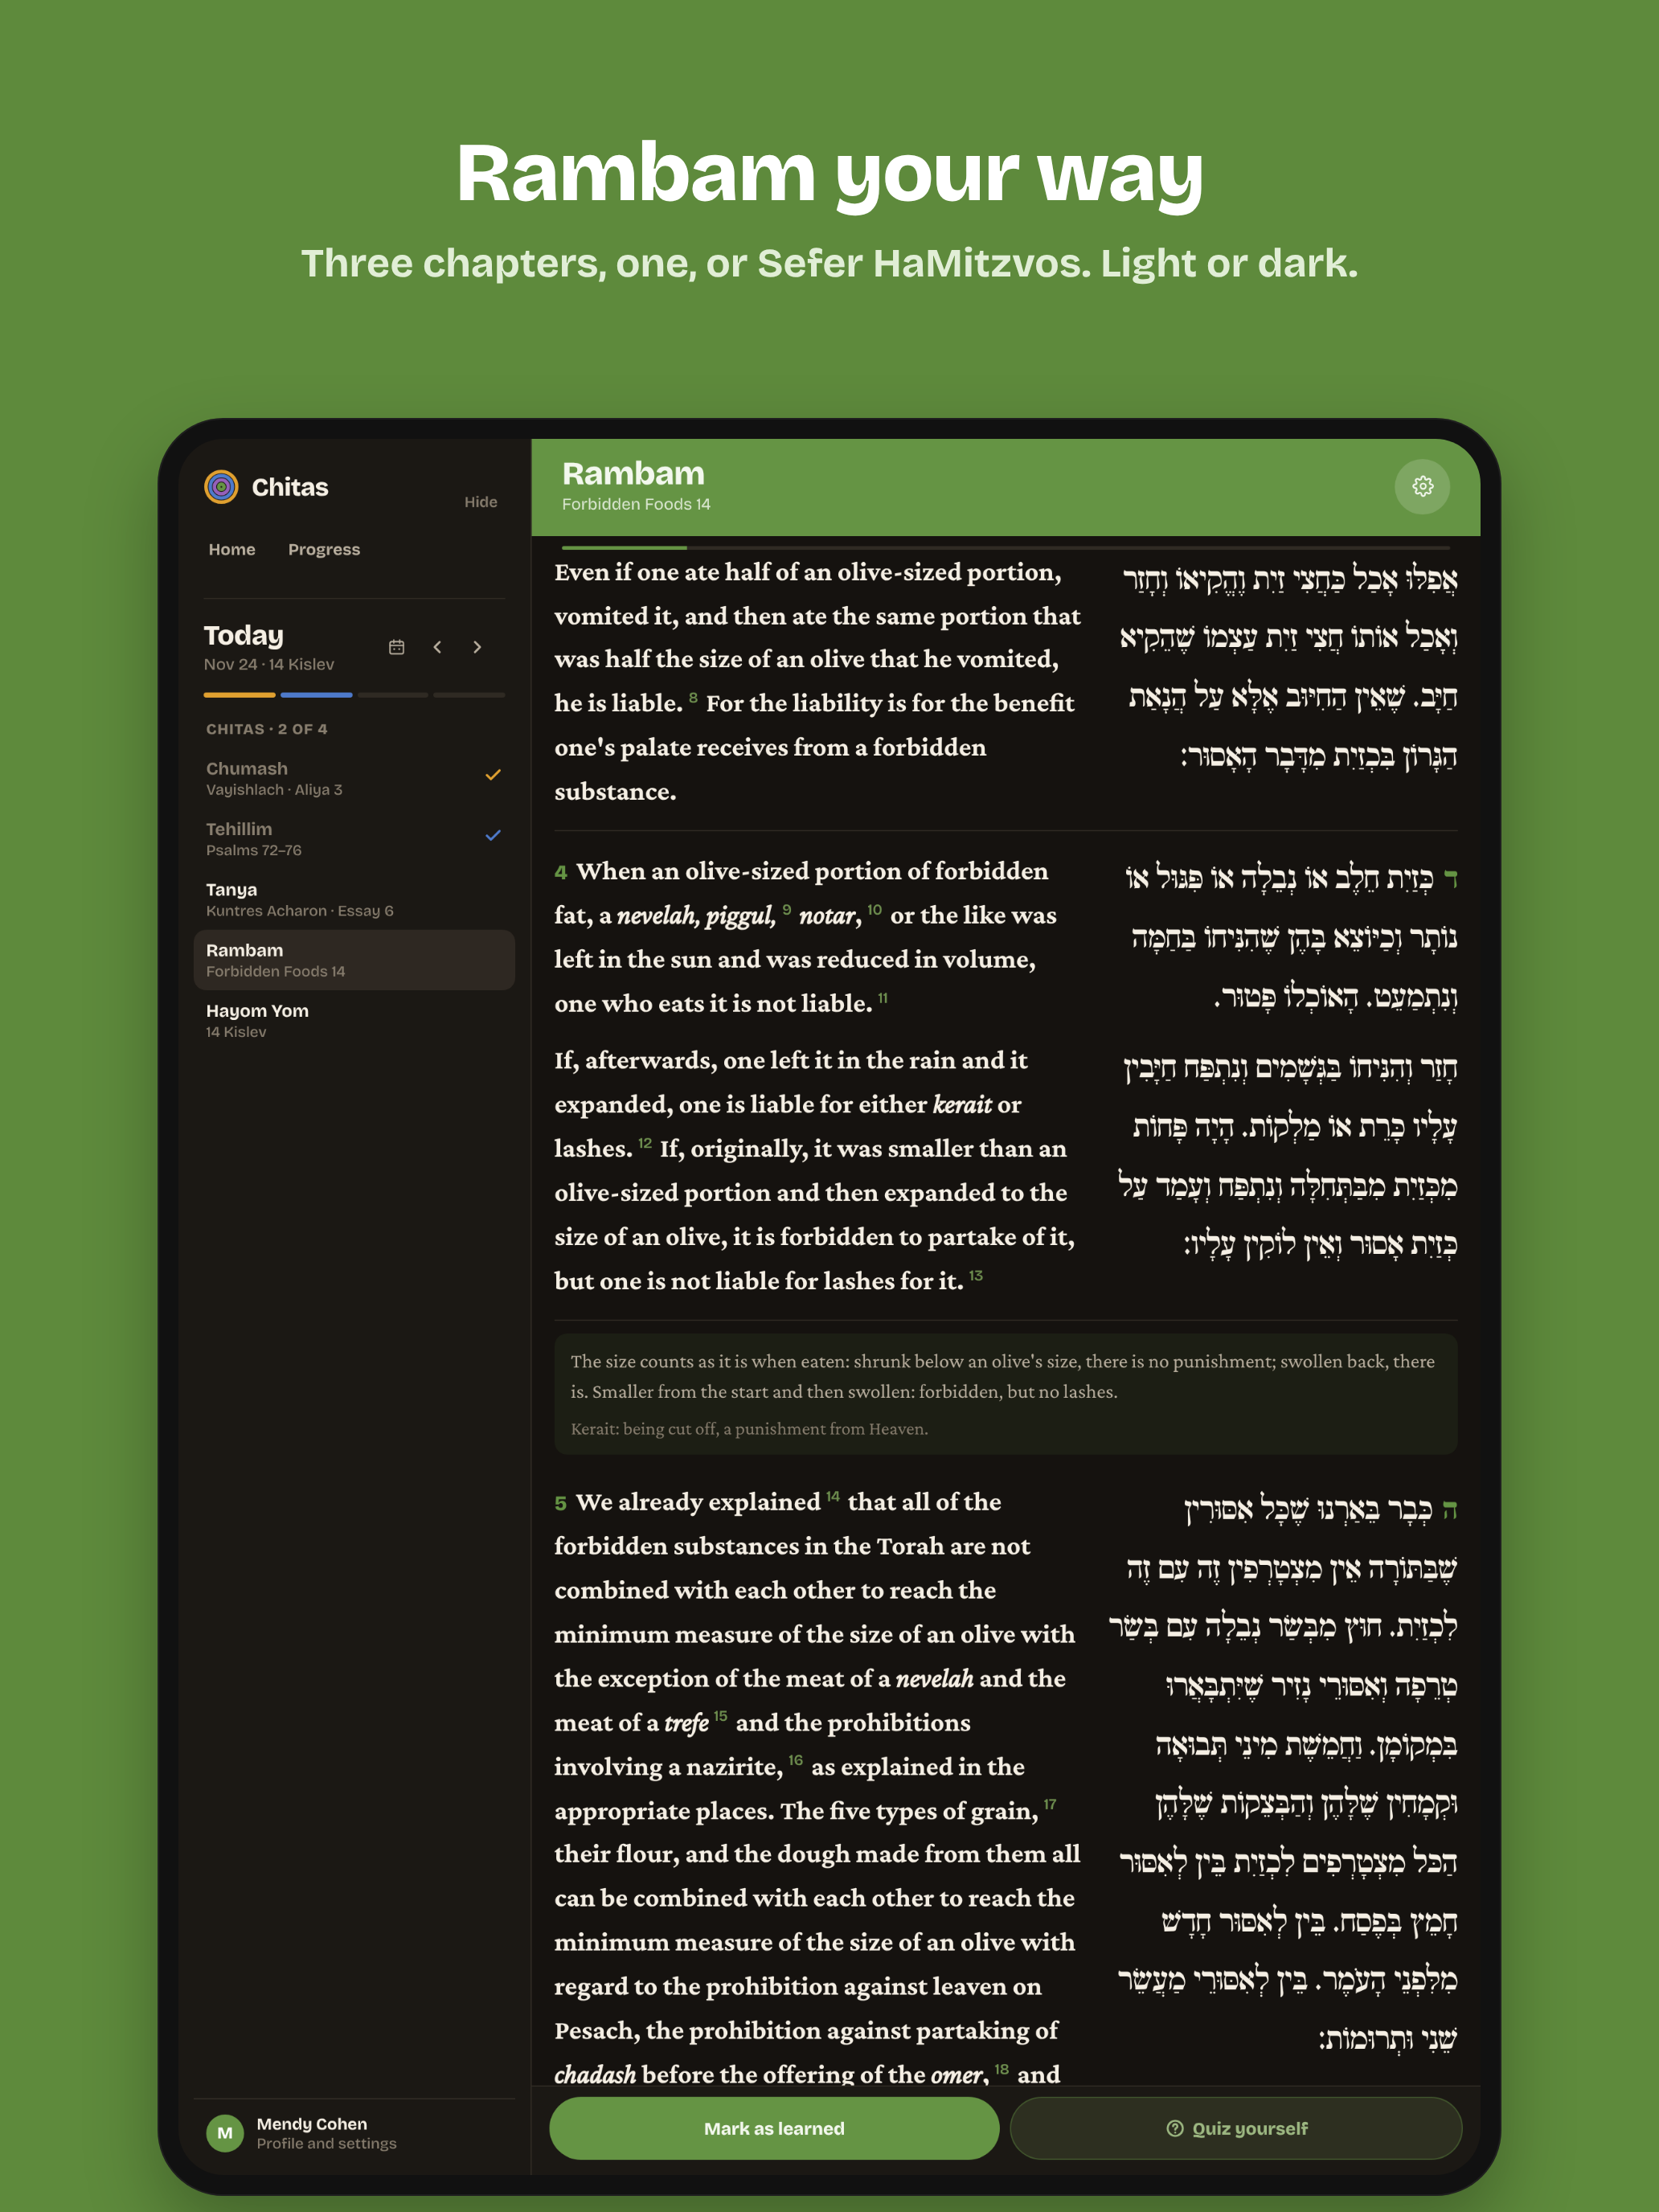 Rambam your way
Three chapters, one, or Sefer HaMitzvos. Light or dark.
Chitas
Hide
Home Progress
Today
Nov 24 · 14 Kislev
CHITAS · 2 OF 4
Chumash
Vayishlach · Aliya 3
Tehillim
Psalms 72–76
Tanya
Kuntres Acharon · Essay 6
Rambam
Forbidden Foods 14
Hayom Yom
14 Kislev
M
Mendy Cohen
Profile and settings
Rambam
Forbidden Foods 14
Even if one ate half of an olive-sized portion,
vomited it, and then ate the same portion that
was half the size of an olive that he vomited,
he is liable. 8 For the liability is for the benefit
one's palate receives from a forbidden
substance.
אֲפִלּוּ אָכַל כַּחֲצִי זַיִת וֶהֱקִיאוֹ וְחָזַר
וְאָכַל אוֹתוֹ חֲצִי זַיִת עַצְמוֹ שֶׁהֵקִיא
חַיָּב. שֶׁאֵין הַחִיּוּב אֶלָּא עַל הֲנָאַת
הַגָּרוֹן בִּכְזַיִת מִדָּבָר הָאָסוּר:
4 When an olive-sized portion of forbidden
fat, a nevelah, piggul, 9 notar, 10 or the like was
left in the sun and was reduced in volume,
one who eats it is not liable. 11
If, afterwards, one left it in the rain and it
expanded, one is liable for either kerait or
lashes. 12 If, originally, it was smaller than an
olive-sized portion and then expanded to the
size of an olive, it is forbidden to partake of it,
but one is not liable for lashes for it. 13
ד כְּזַיִת חֵלֶב אוֹ נְבֵלָה אוֹ פִּגּוּל אוֹ
נוֹתָר וְכַיּוֹצֵא בָּהֶן שֶׁהִנִּיחוֹ בַּחַמָּה
וְנִתְמַעֵט. הָאוֹכְלוֹ פָּטוּר.
חָזַר וְהִנִּיחוֹ בַּגְּשָׁמִים וְנִתְפַּח חַיָּבִין
עָלָיו כָּרֵת אוֹ מַלְקוֹת. הָיָה פָּחוֹת
מִכְּזַיִת מִבַּתְּחִלָּה וְנִתְפַּח וְעָמַד עַל
כְּזַיִת אָסוּר וְאֵין לוֹקִין עָלָיו:
The size counts as it is when eaten: shrunk below an olive's size, there is no punishment; swollen back, there
is. Smaller from the start and then swollen: forbidden, but no lashes.
Kerait: being cut off, a punishment from Heaven.
5 We already explained 14 that all of the
forbidden substances in the Torah are not
combined with each other to reach the
minimum measure of the size of an olive with
the exception of the meat of a nevelah and the
meat of a trefe 15 and the prohibitions
involving a nazirite, 16 as explained in the
appropriate places. The five types of grain, 17
their flour, and the dough made from them all
can be combined with each other to reach the
minimum measure of the size of an olive with
regard to the prohibition against leaven on
Pesach, the prohibition against partaking of
chadash before the offering of the omer, 18 and
ה כְּבָר בֵּאַרְנוּ שֶׁכָּל אִסּוּרִין
שֶׁבַּתּוֹרָה אֵין מִצְטָרְפִין זֶה עִם זֶה
לִכְזַיִת. חוּץ מִבְּשַׂר נְבֵלָה עִם בְּשַׂר
טְרֵפָה וְאִסּוּרֵי נָזִיר שֶׁיִּתְבָּאֲרוּ
בִּמְקוֹמָן. וַחֲמֵשֶׁת מִינֵי תְּבוּאָה
וּקְמָחִין שֶׁלָּהֶן וְהַבְּצֵקוֹת שֶׁלָּהֶן
הַכֹּל מִצְטָרְפִים לִכְזַיִת בֵּין לְאִסּוּר
חָמֵץ בְּפֶסַח. בֵּין לְאִסּוּר חָדָשׁ
מִלִּפְנֵי הָעֹמֶר. בֵּין לְאִסּוּרֵי מַעֲשֵׂר
שֵׁנִי וּתְרוּמוֹת:
Mark as learned
Quiz yourself